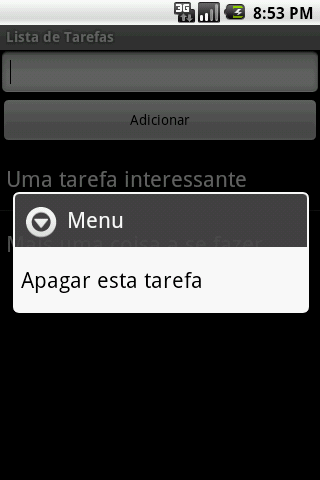 3G 8:53 PM
Lista de Tarefas
Adicionar
Uma tarefa interessante
Mais uma coisa a se fazer
Menu
Apagar esta tarefa